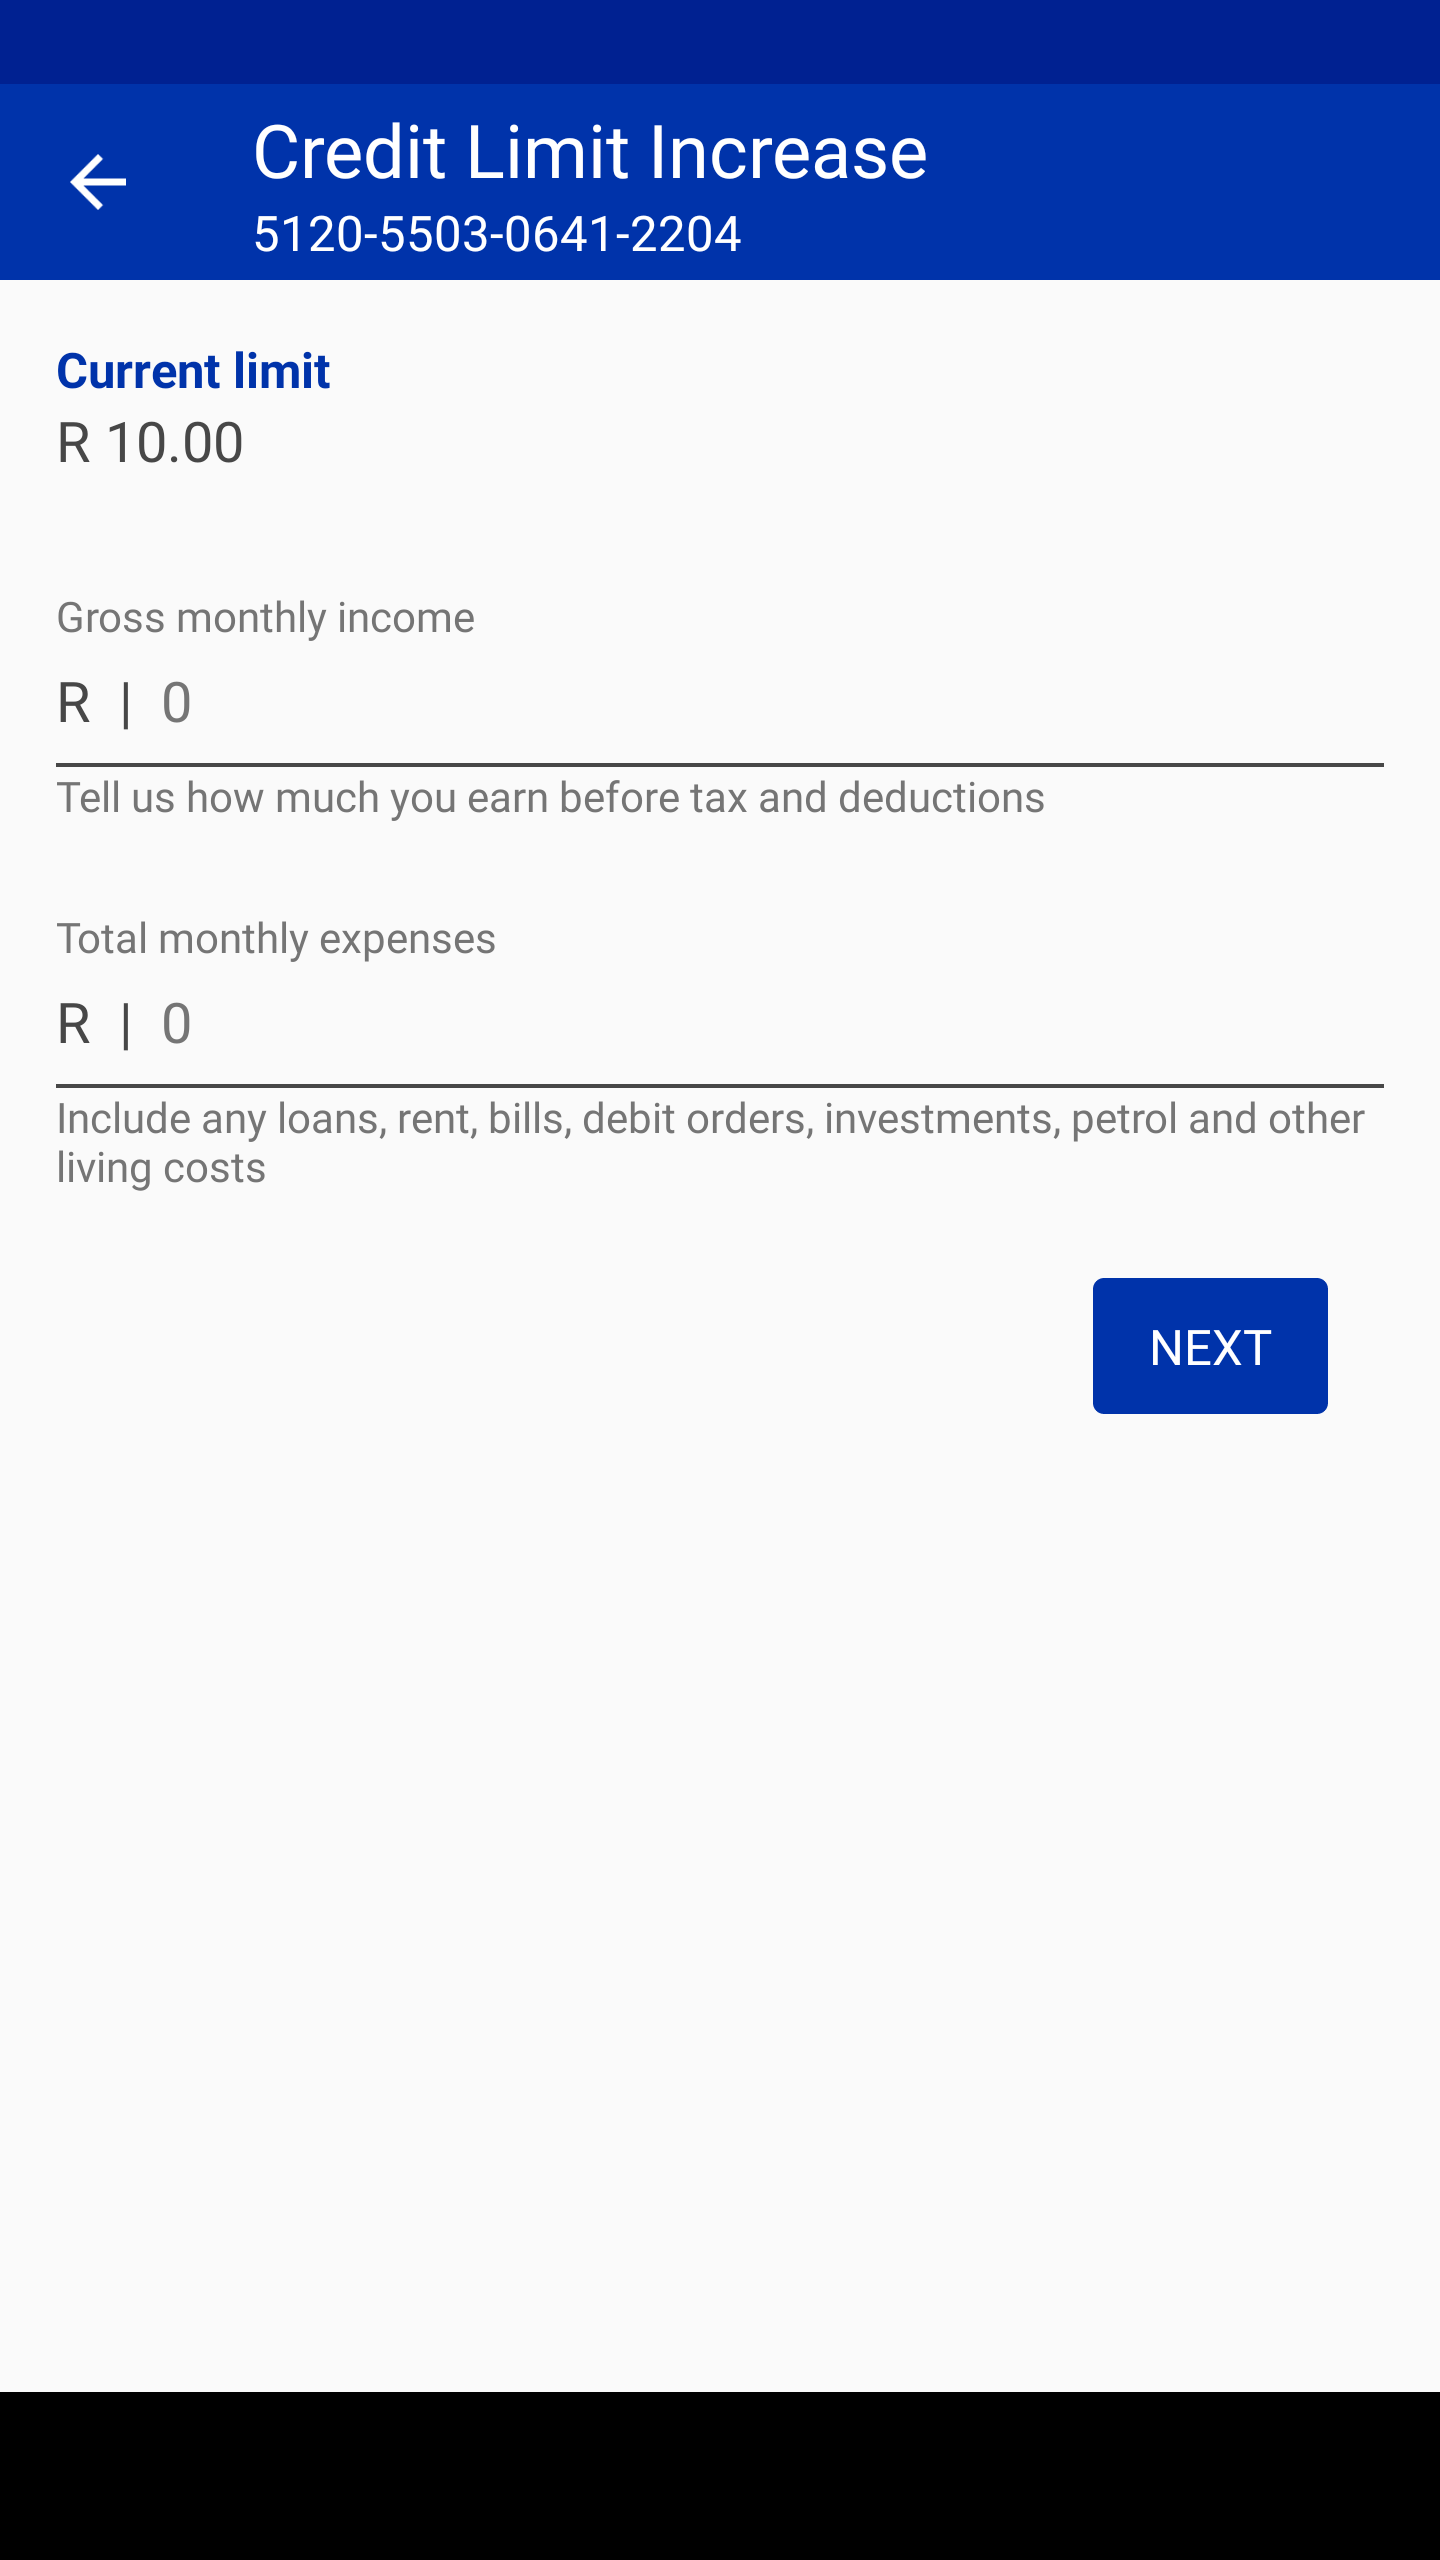 Credit Limit Increase
5120-5503-0641-2204
Current limit
R 10.00
Gross monthly income
R | 0
Tell us how much you earn before tax and deductions
Total monthly expenses
R | 0
Include any loans, rent, bills, debit orders, investments, petrol and other
living costs
NEXT